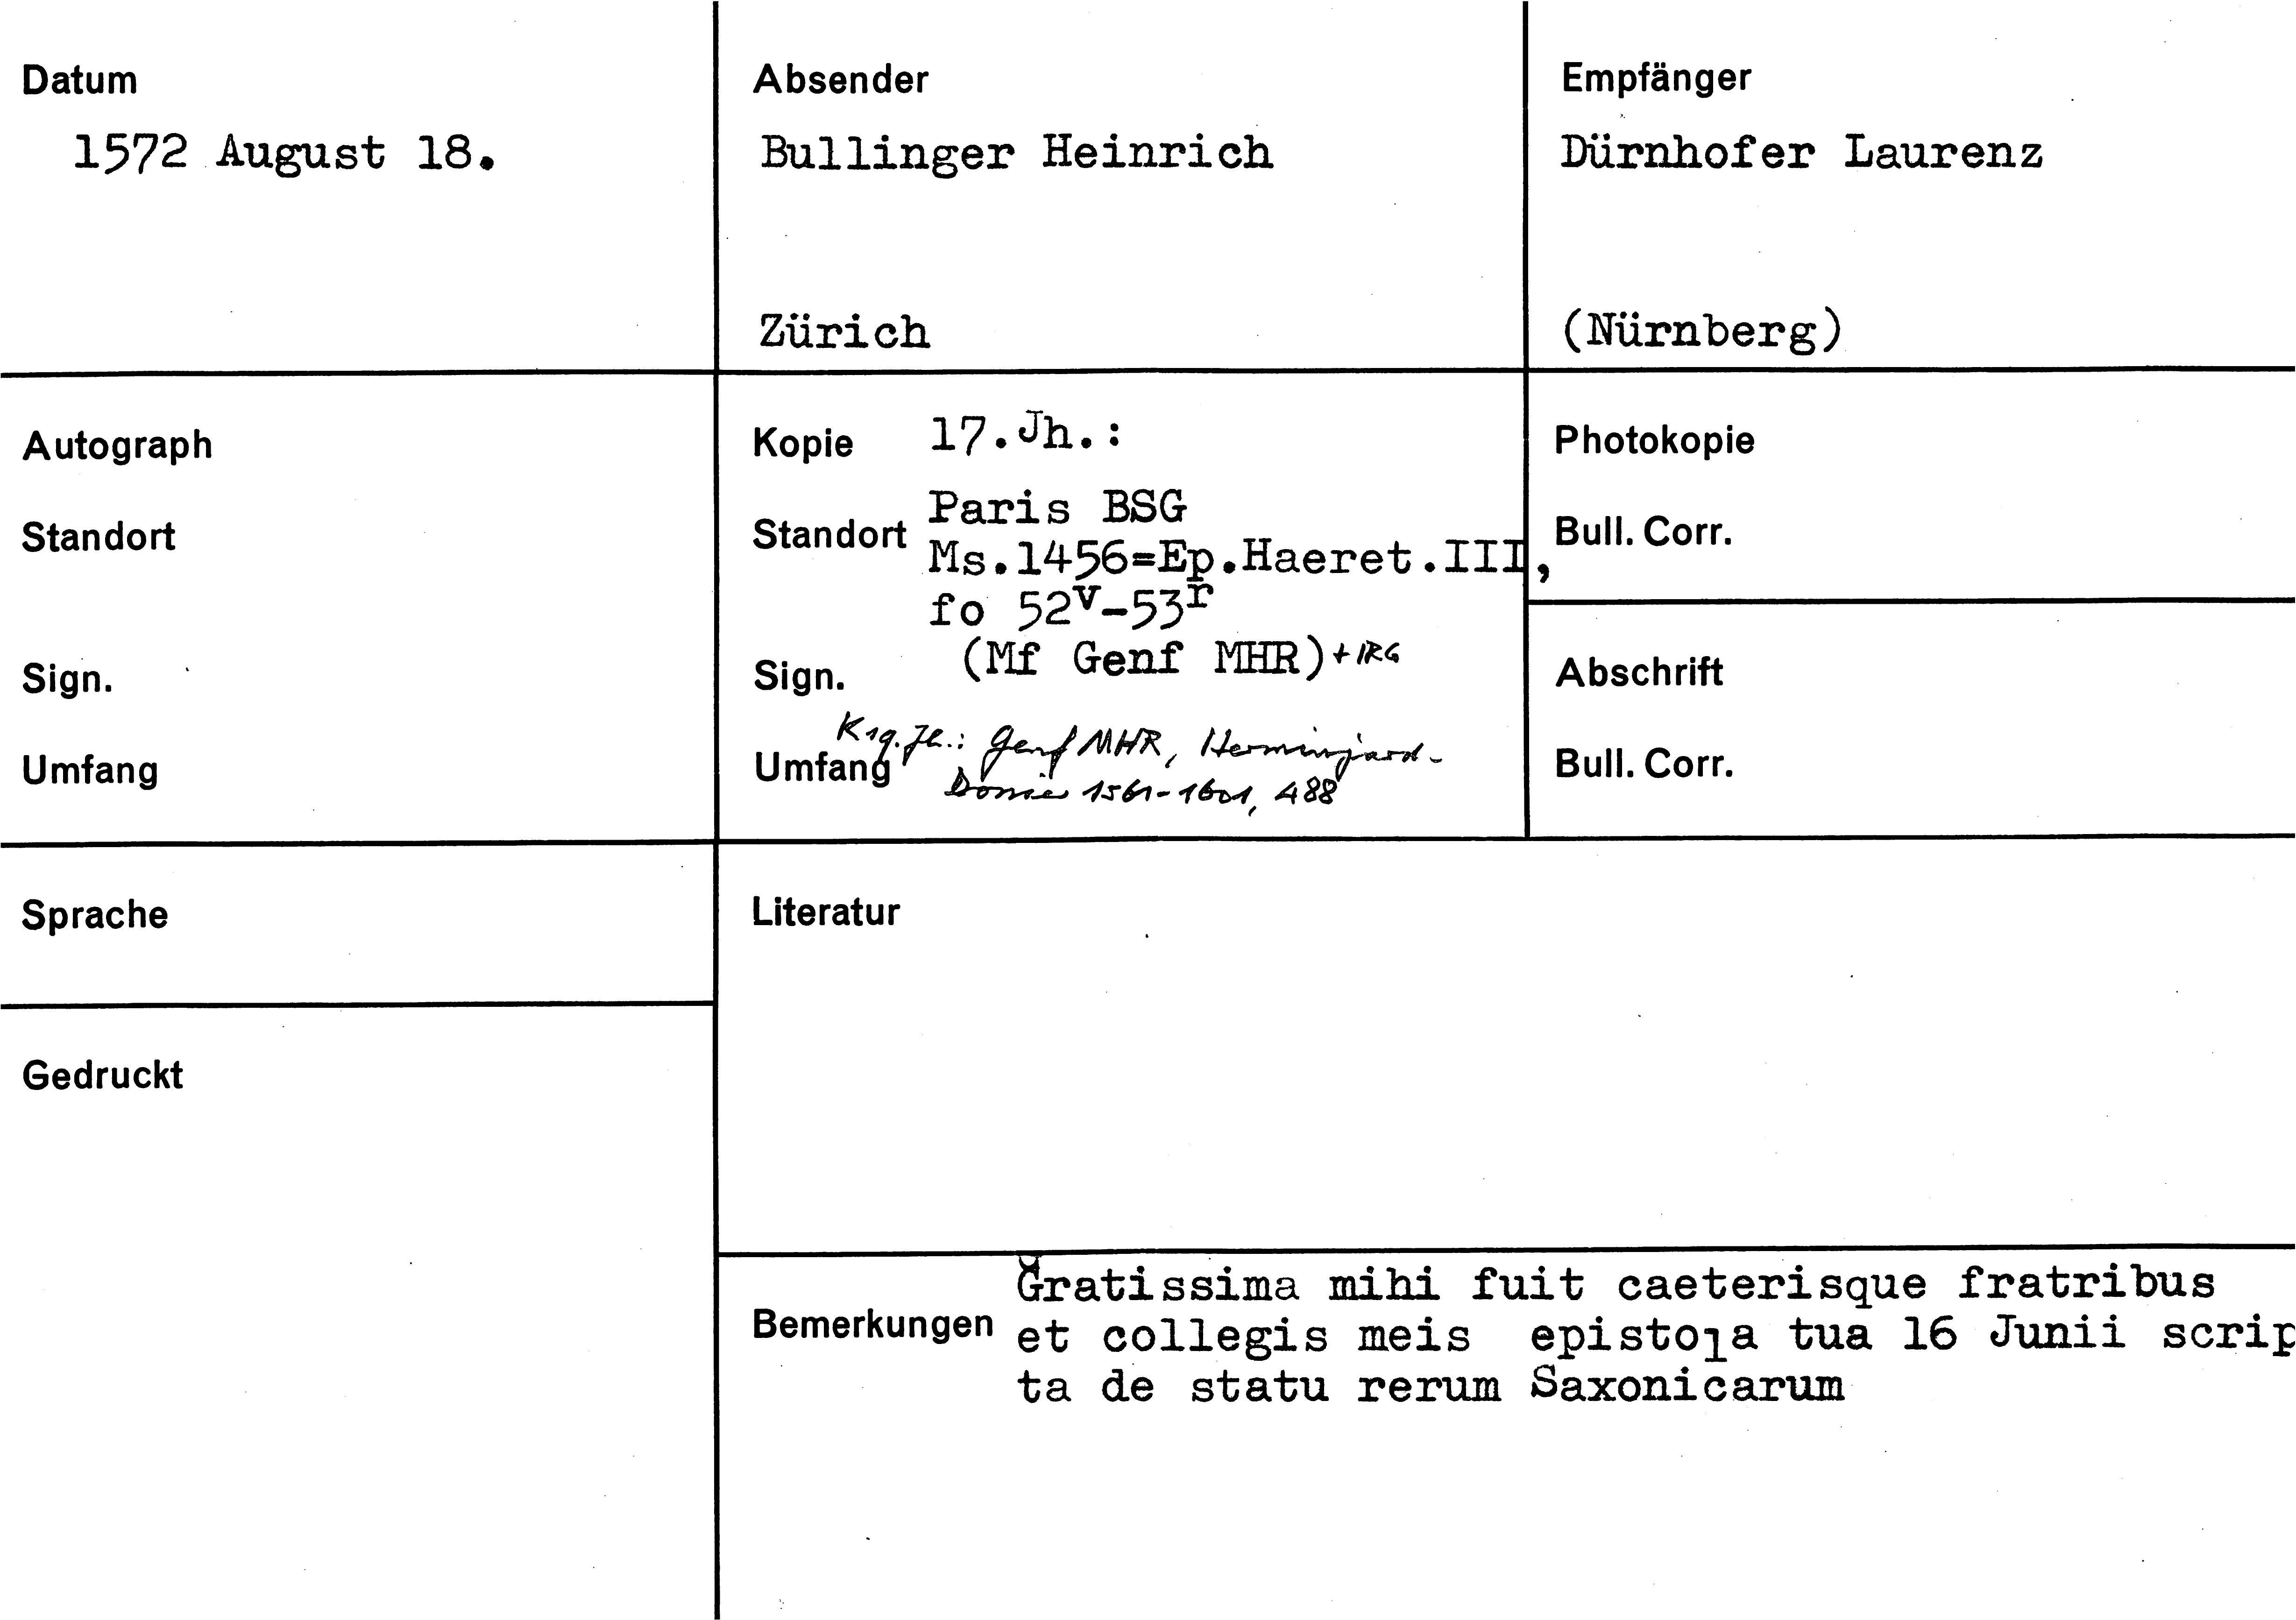 Datum
1572 August 18.
Absender
Bullinger Heinrich
Zürich
Empfänger
Dürnhofer Laurenz
(Nürnberg)
Autograph
Standort
Sign.
Umfang
Kopie 17.Jh.:
Standort Paris BSG
Ms.1456=Ep.Haeret.III,
fo 52v-53r
Sign. (Mf Genf MHR) + IRG
K 19. Jh.: Genf MHR, Herminjard-
Umfang 1561-1601, 488
Photokopie
Bull. Corr.
Abschrift
Bull. Corr.
Sprache
Literatur
Gedruckt
Bemerkungen
Gratissima mihi fuit caeterisque fratribus
et collegis meis epistola tua 16 Junii scrip
ta de statu rerum Saxonicarum